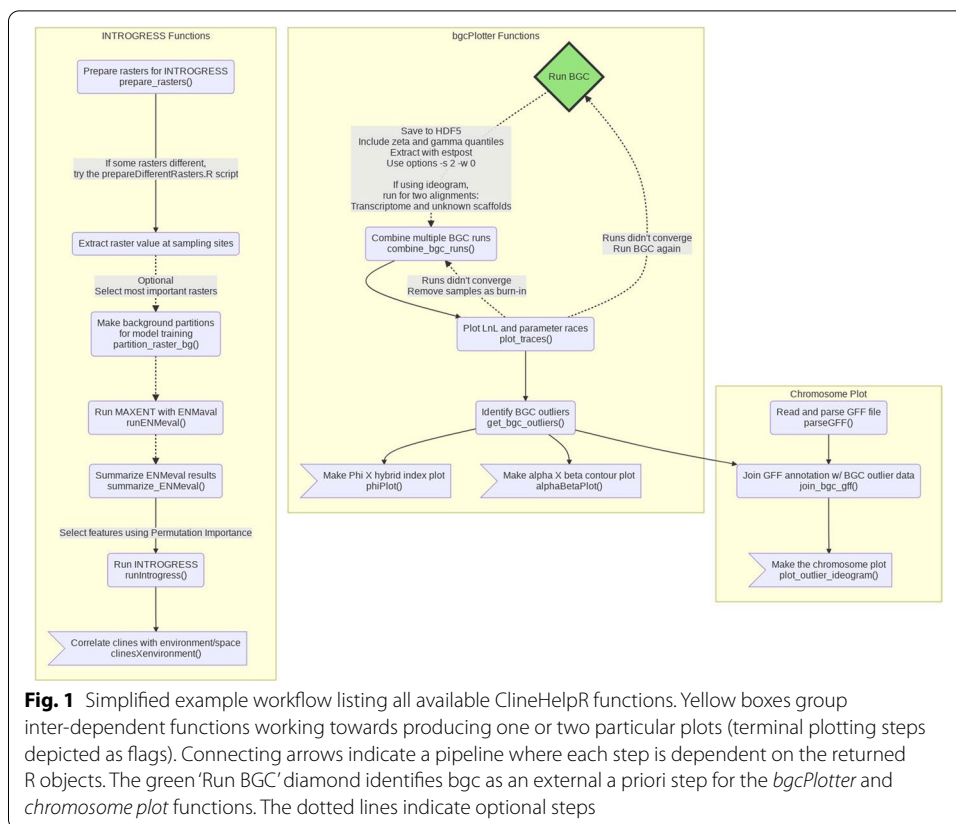 INTROGRESS Functions
Prepare rasters for INTROGRESS
prepare_rasters()
If some rasters different,
try the prepareDifferentRasters.R script
Extract raster value at sampling sites
Optional
Select most important rasters
Make background partitions
for model training
partition_raster_bg()
Run MAXENT with ENMaval
runENMeval()
Summarize ENMeval results
summarize_ENMeval()
Select features using Permutation Importance
Run INTROGRESS
runIntrogress()
Correlate clines with environment/space
clinesXenvironment()
bgcPlotter Functions
Run BGC
Save to HDF5
Include zeta and gamma quantiles
Extract with estpost
Use options -s 2 -w 0
If using ideogram,
run for two alignments:
Transcriptome and unknown scaffolds
Combine multiple BGC runs
combine_bgc_runs()
Runs didn't converge
Run BGC again
Runs didn't converge
Remove samples as burn-in
Plot LnL and parameter races
plot_traces()
Identify BGC outliers
get_bgc_outliers()
Make Phi X hybrid index plot
phiPlot()
Make alpha X beta contour plot
alphaBetaPlot()
Chromosome Plot
Read and parse GFF file
parseGFF()
Join GFF annotation w/ BGC outlier data
join_bgc_gff()
Make the chromosome plot
plot_outlier_ideogram()
Fig. 1 Simplified example workflow listing all available ClineHelpR functions. Yellow boxes group
inter-dependent functions working towards producing one or two particular plots (terminal plotting steps
depicted as flags). Connecting arrows indicate a pipeline where each step is dependent on the returned
R objects. The green ‘Run BGC’ diamond identifies bgc as an external a priori step for the bgcPlotter and
chromosome plot functions. The dotted lines indicate optional steps